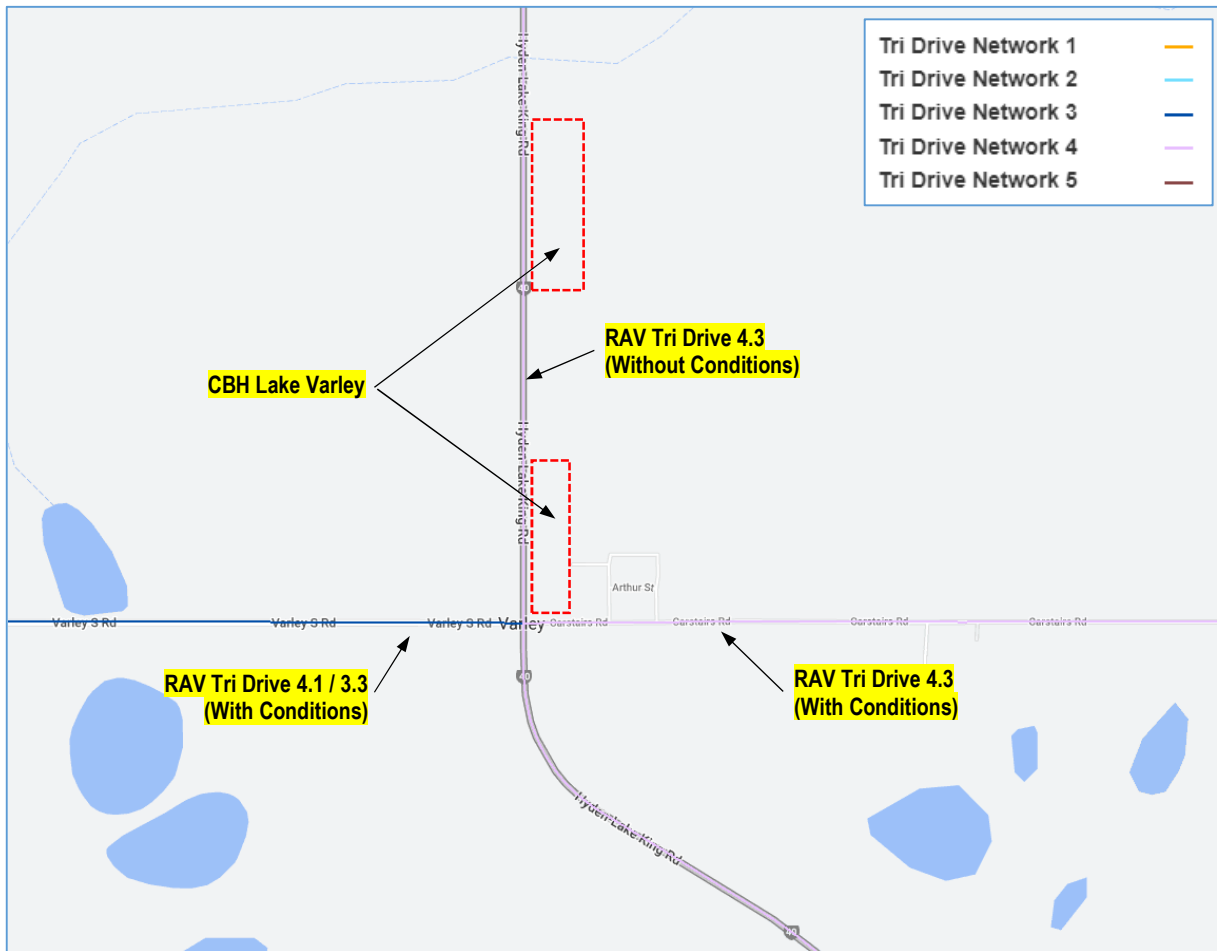 Tri Drive Network 1
Tri Drive Network 2
Tri Drive Network 3
Tri Drive Network 4
Tri Drive Network 5
Hyden-Lake King Rd
40
RAV Tri Drive 4.3
(Without Conditions)
CBH Lake Varley
Hyden-Lake King Rd
Arthur St
Varley S Rd
Varley S Rd
Varley S Rd
Varley
Carstairs Rd
Carstairs Rd
Carstairs Rd
Carstairs Rd
40
RAV Tri Drive 4.1 / 3.3
(With Conditions)
RAV Tri Drive 4.3
(With Conditions)
Hyden-Lake King Rd
40